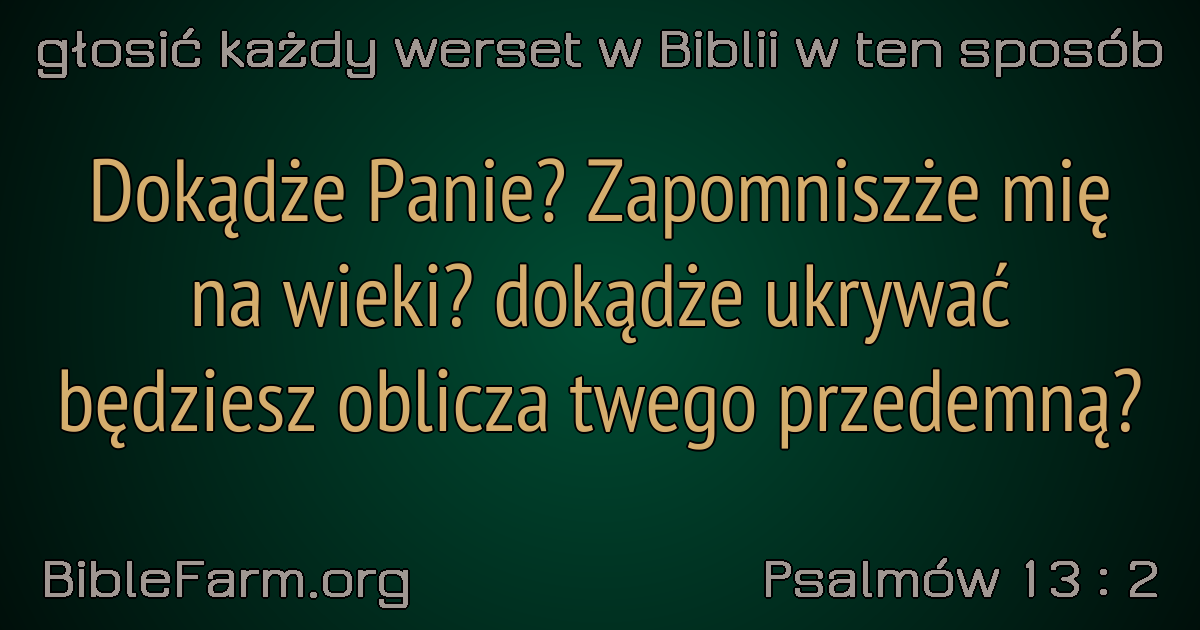 głosić każdy werset w Biblii w ten sposób
Dokądże Panie? Zapomniszże mię
na wieki? dokądże ukrywać
będziesz oblicza twego przedemną?
BibleFarm.org
Psalmów 13 : 2